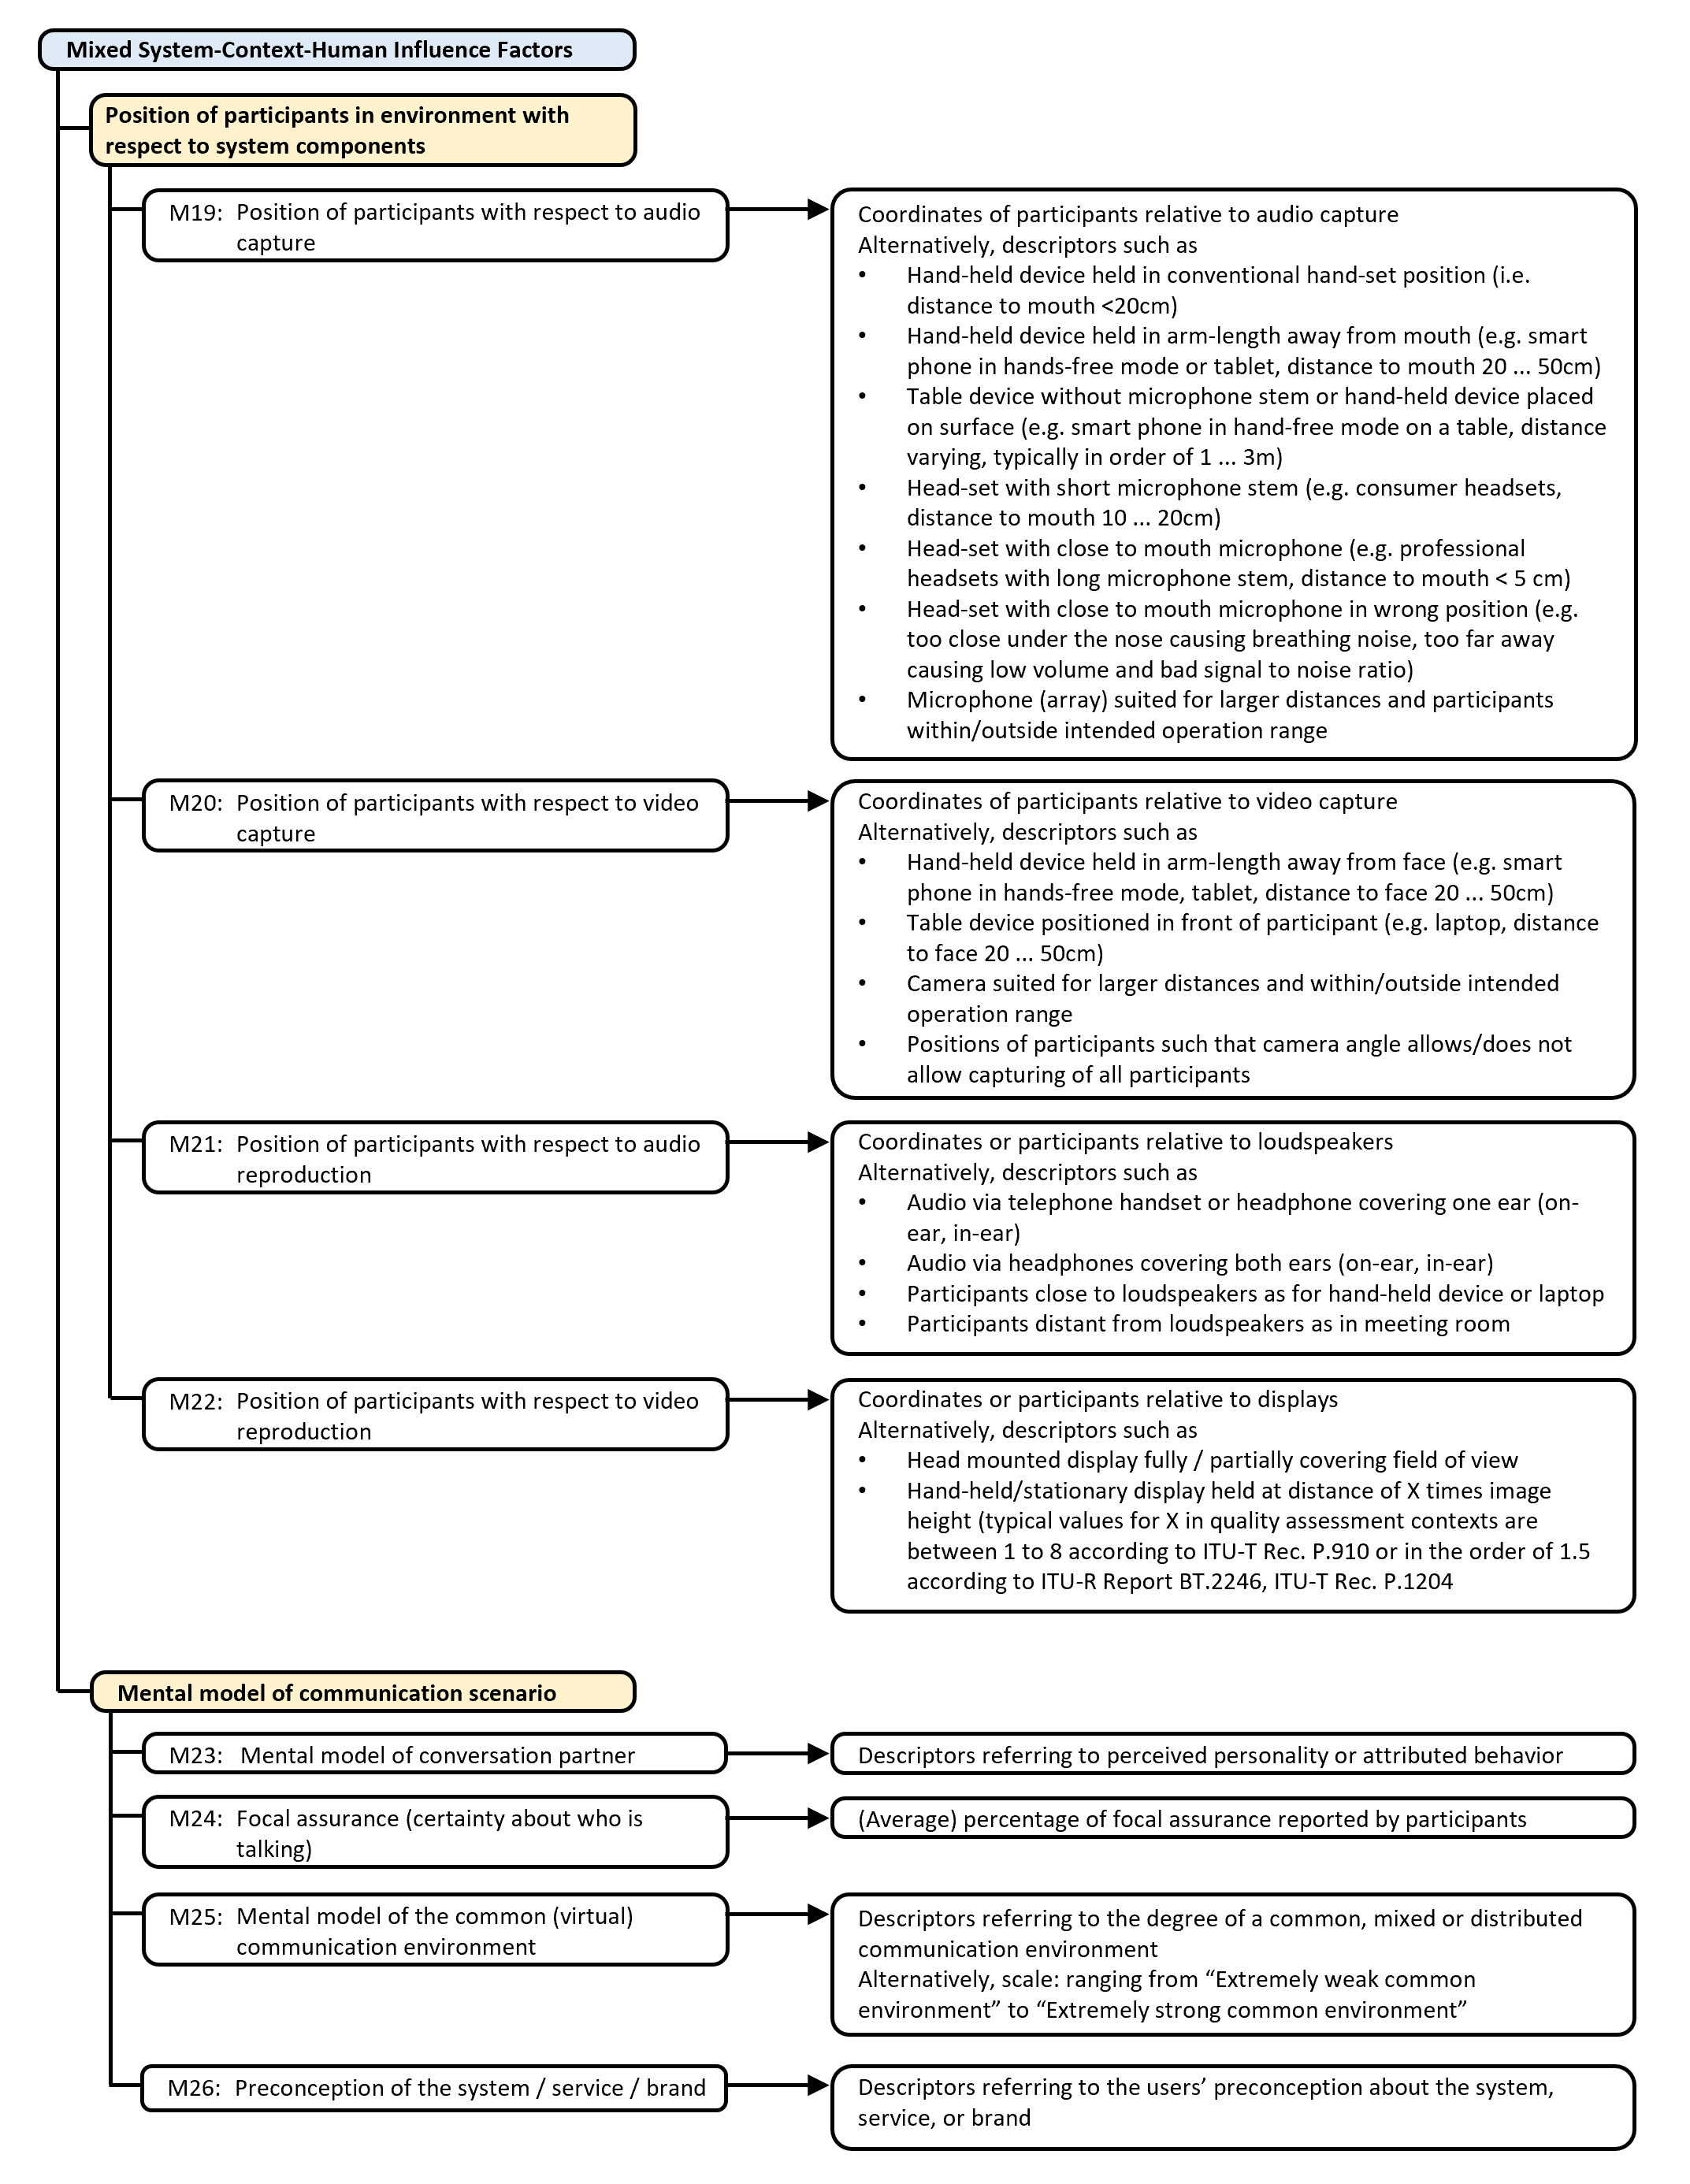 Mixed System-Context-Human Influence Factors
Position of participants in environment with
respect to system components
M19: Position of participants with respect to audio
capture
Coordinates of participants relative to audio capture
Alternatively, descriptors such as
• Hand-held device held in conventional hand-set position (i.e.
distance to mouth <20cm)
• Hand-held device held in arm-length away from mouth (e.g. smart
phone in hands-free mode or tablet, distance to mouth 20 ... 50cm)
• Table device without microphone stem or hand-held device placed
on surface (e.g. smart phone in hand-free mode on a table, distance
varying, typically in order of 1 ... 3m)
• Head-set with short microphone stem (e.g. consumer headsets,
distance to mouth 10 ... 20cm)
• Head-set with close to mouth microphone (e.g. professional
headsets with long microphone stem, distance to mouth < 5 cm)
• Head-set with close to mouth microphone in wrong position (e.g.
too close under the nose causing breathing noise, too far away
causing low volume and bad signal to noise ratio)
• Microphone (array) suited for larger distances and participants
within/outside intended operation range
M20: Position of participants with respect to video
capture
Coordinates of participants relative to video capture
Alternatively, descriptors such as
• Hand-held device held in arm-length away from face (e.g. smart
phone in hands-free mode, tablet, distance to face 20 ... 50cm)
• Table device positioned in front of participant (e.g. laptop, distance
to face 20 ... 50cm)
• Camera suited for larger distances and within/outside intended
operation range
• Positions of participants such that camera angle allows/does not
allow capturing of all participants
M21: Position of participants with respect to audio
reproduction
Coordinates or participants relative to loudspeakers
Alternatively, descriptors such as
• Audio via telephone handset or headphone covering one ear (on-
ear, in-ear)
• Audio via headphones covering both ears (on-ear, in-ear)
• Participants close to loudspeakers as for hand-held device or laptop
• Participants distant from loudspeakers as in meeting room
M22: Position of participants with respect to video
reproduction
Coordinates or participants relative to displays
Alternatively, descriptors such as
• Head mounted display fully / partially covering field of view
• Hand-held/stationary display held at distance of X times image
height (typical values for X in quality assessment contexts are
between 1 to 8 according to ITU-T Rec. P.910 or in the order of 1.5
according to ITU-R Report BT.2246, ITU-T Rec. P.1204
Mental model of communication scenario
M23: Mental model of conversation partner
Descriptors referring to perceived personality or attributed behavior
M24: Focal assurance (certainty about who is
talking)
(Average) percentage of focal assurance reported by participants
M25: Mental model of the common (virtual)
communication environment
Descriptors referring to the degree of a common, mixed or distributed
communication environment
Alternatively, scale: ranging from “Extremely weak common
environment” to “Extremely strong common environment”
M26: Preconception of the system / service / brand
Descriptors referring to the users’ preconception about the system,
service, or brand